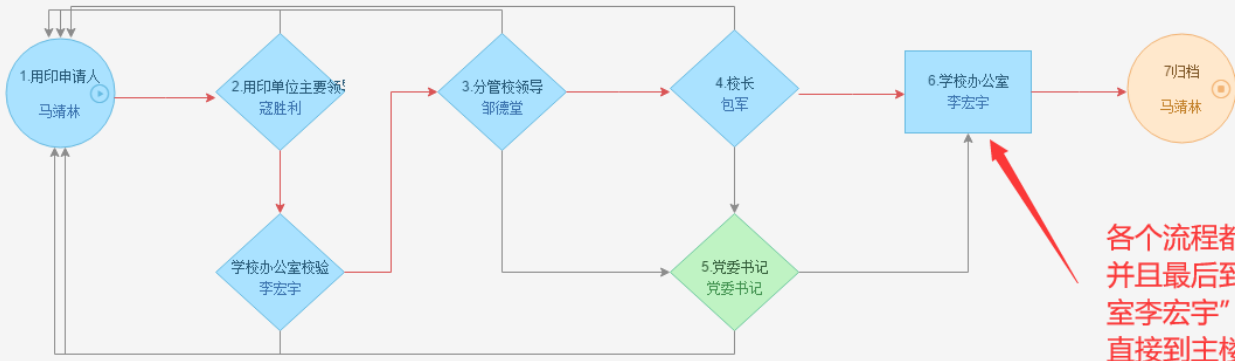 1.用印申请人
马靖林
2.用印单位主要领
寇胜利
3.分管校领导
邹德堂
4.校长
包军
6.学校办公室
李宏宇
7归档
马靖林
学校办公室校验
李宏宇
5.党委书记
党委书记
各个流程都
并且最后到
室李宏宇”
直接到主楼